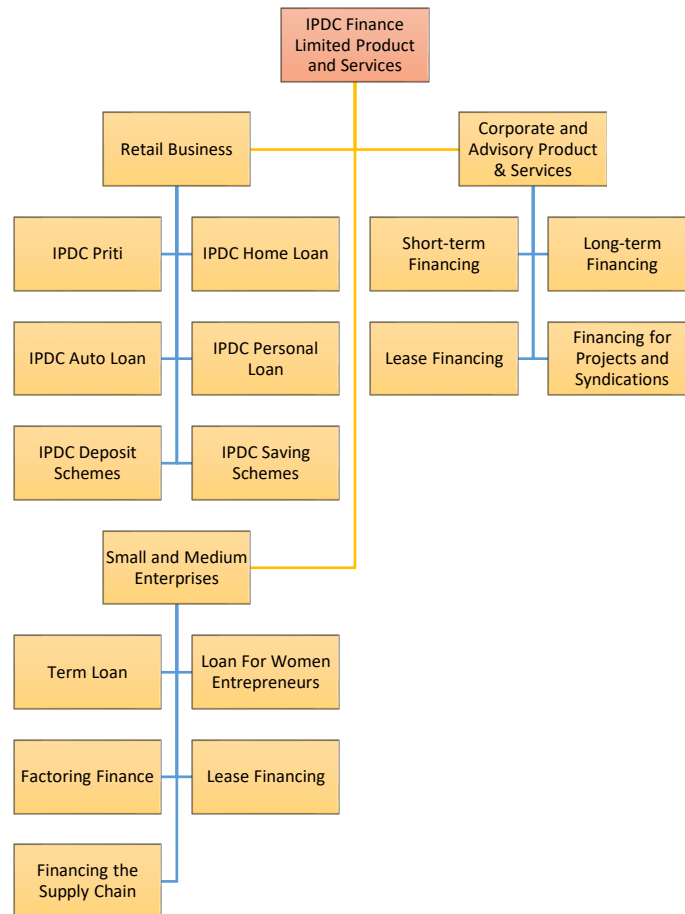 IPDC Finance
Limited Product
and Services
Retail Business
Corporate and
Advisory Product
& Services
IPDC Priti
IPDC Home Loan
Short-term
Financing
Long-term
Financing
IPDC Auto Loan
IPDC Personal
Loan
Lease Financing
Financing for
Projects and
Syndications
IPDC Deposit
Schemes
IPDC Saving
Schemes
Small and Medium
Enterprises
Term Loan
Loan For Women
Entrepreneurs
Factoring Finance
Lease Financing
Financing the
Supply Chain